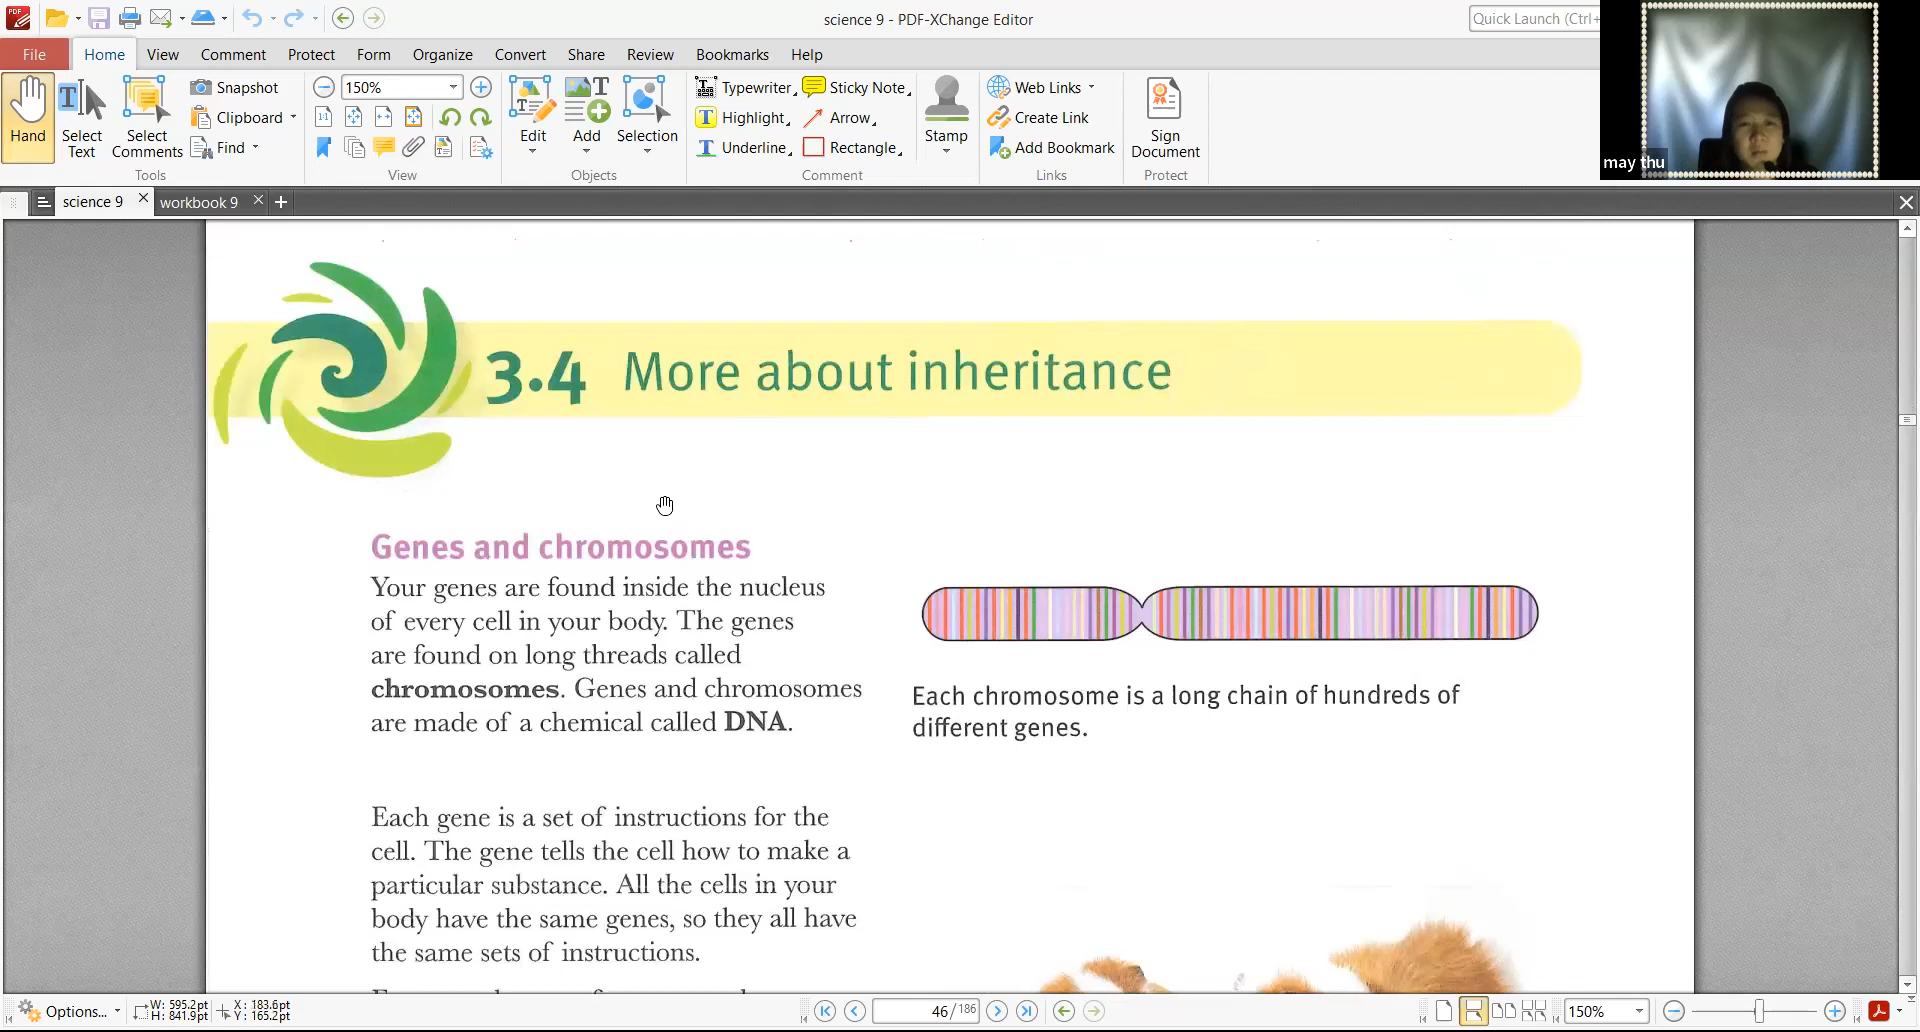 science 9 - PDF-XChange Editor
Quick Launch (Ctrl+
File Home View Comment Protect Form Organize Convert Share Review Bookmarks Help
Hand
Select Text
Select Comments
Snapshot
Clipboard
Find
Tools
150%
View
Edit
Add
Selection
Objects
Typewriter
Highlight
Underline
Sticky Note
Arrow
Rectangle
Stamp
Comment
Web Links
Create Link
Add Bookmark
Links
Sign Document
Protect
may thu
science 9
workbook 9
3.4 More about inheritance
Genes and chromosomes
Your genes are found inside the nucleus
of every cell in your body. The genes
are found on long threads called
chromosomes. Genes and chromosomes
are made of a chemical called DNA.
Each chromosome is a long chain of hundreds of
different genes.
Each gene is a set of instructions for the
cell. The gene tells the cell how to make a
particular substance. All the cells in your
body have the same genes, so they all have
the same sets of instructions.
Options...
W: 595.2pt
H: 841.9pt
X: 183.6pt
Y: 165.2pt
46 / 186
150%